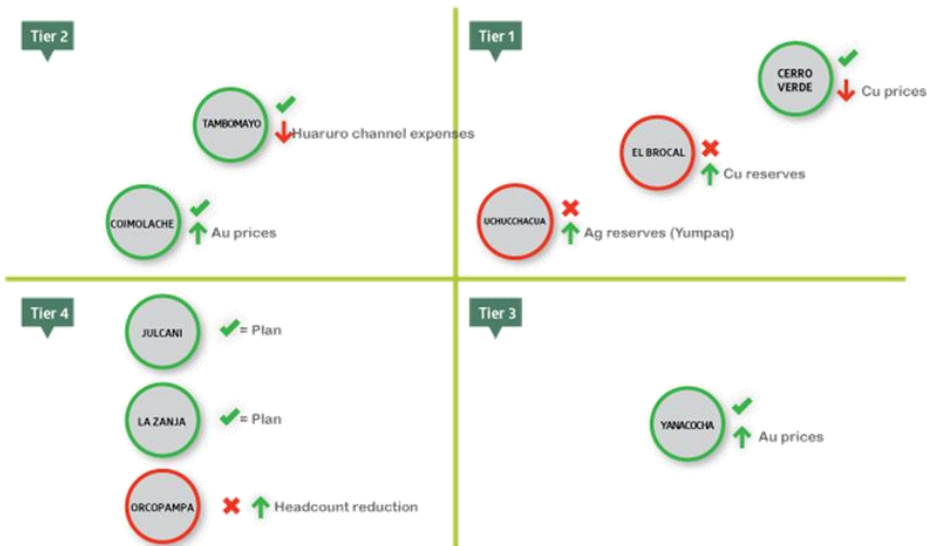 Tier 2
TAMBOMAYO
Huaruro channel expenses
COIMOLACHE
Au prices
Tier 1
CERRO
VERDE
Cu prices
EL BROCAL
Cu reserves
UCHUCCHACUA
Ag reserves (Yumpaq)
Tier 4
JULCANI
= Plan
LA ZANJA
= Plan
ORCOPAMPA
Headcount reduction
Tier 3
YANACOCHA
Au prices